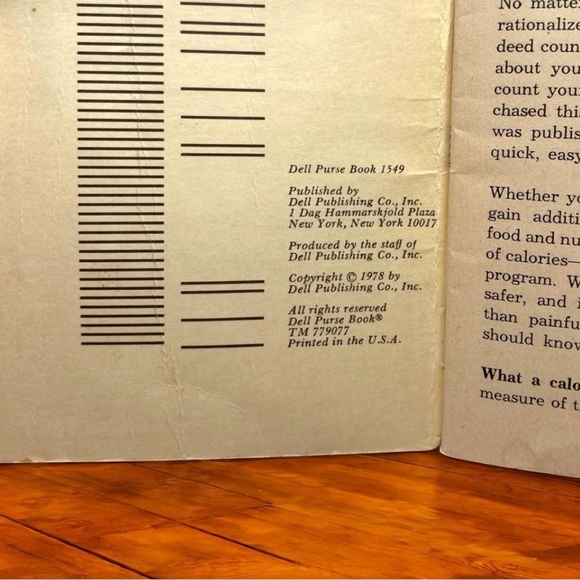 Dell Purse Book 1549
Published by
Dell Publishing Co., Inc.
1 Dag Hammarskjold Plaza
New York, New York 10017
Produced by the staff of
Dell Publishing Co., Inc.
Copyright © 1978 by
Dell Publishing Co., Inc.
All rights reserved
Dell Purse Book®
TM 779077
Printed in the U.S.A.
No matte
rationalize
deed coun
about you
count you
chased thi
was publis
quick, easy
Whether yo
gain additi
food and nu
of calories—
program. W
safer, and i
than painfu
should know
What a calo
measure of t